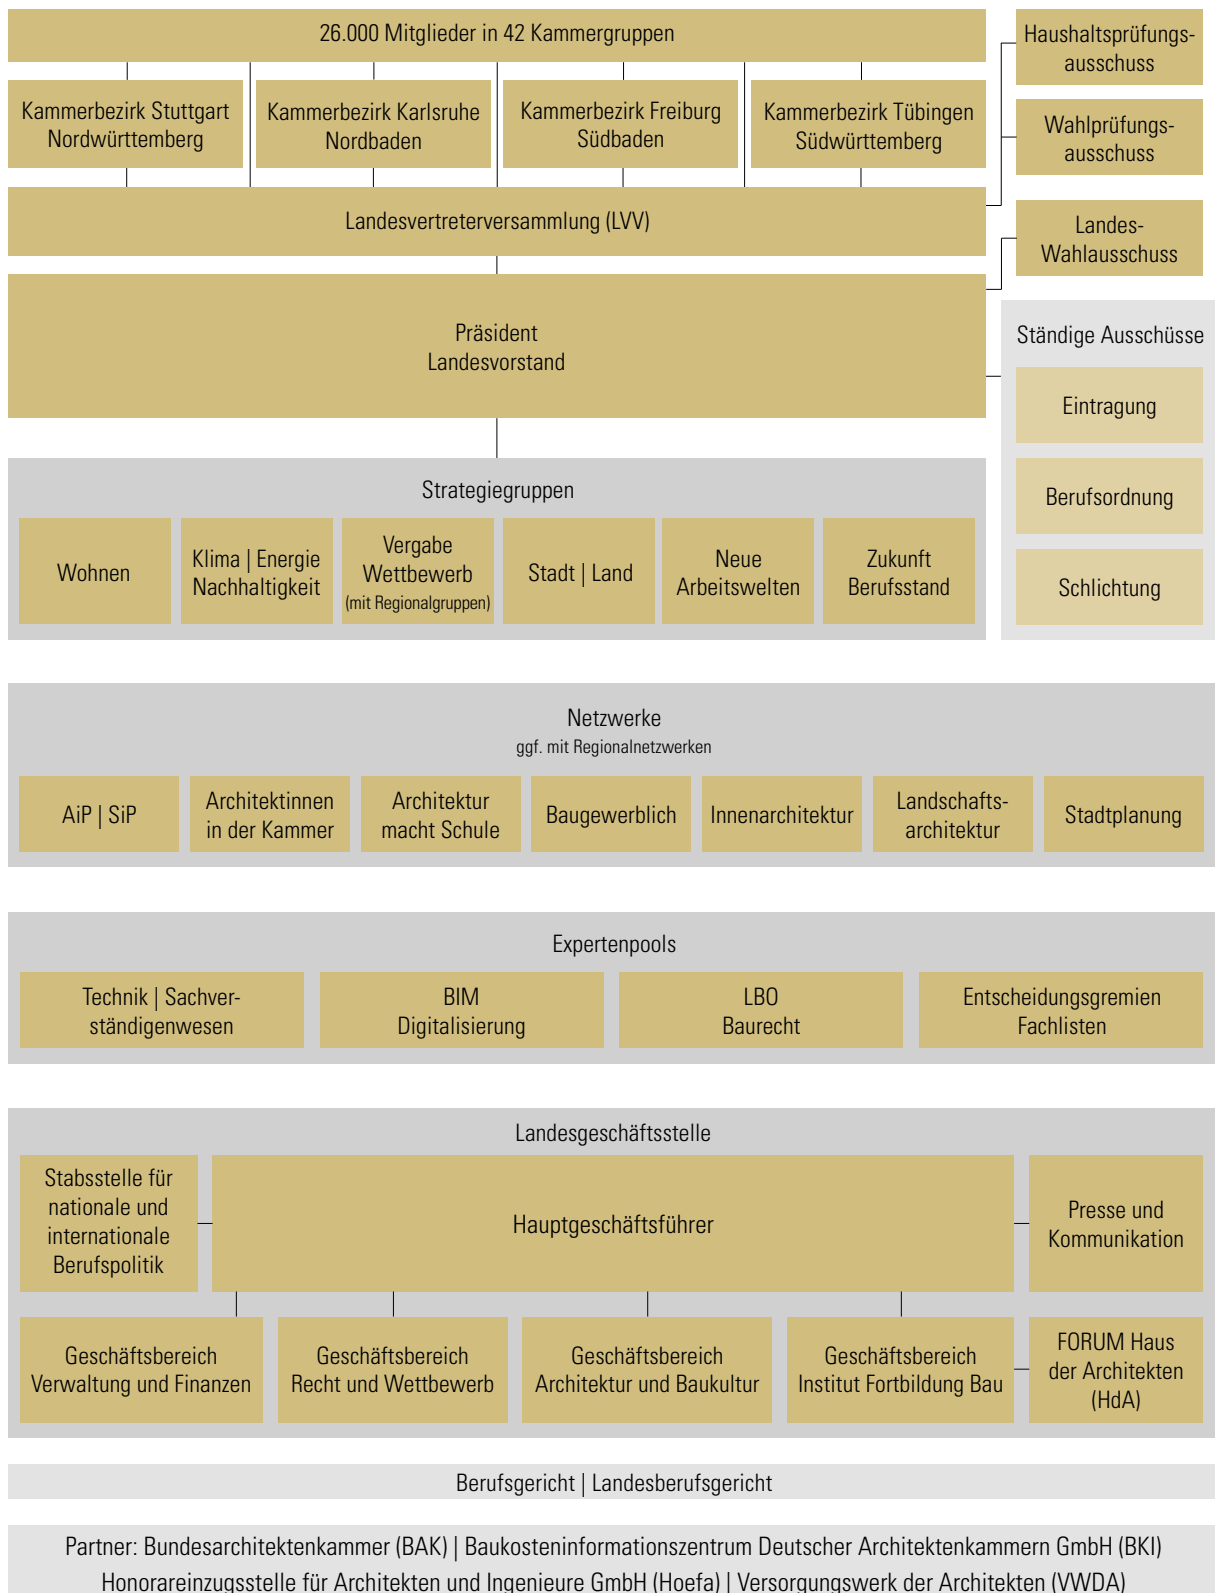 26.000 Mitglieder in 42 Kammergruppen
Haushaltsprüfungs-
ausschuss
Kammerbezirk Stuttgart
Nordwürttemberg
Kammerbezirk Karlsruhe
Nordbaden
Kammerbezirk Freiburg
Südbaden
Kammerbezirk Tübingen
Südwürttemberg
Wahlprüfungs-
ausschuss
Landesvertreterversammlung (LVV)
Landes-
Wahlausschuss
Präsident
Landesvorstand
Ständige Ausschüsse
Eintragung
Berufsordnung
Schlichtung
Strategiegruppen
Wohnen
Klima | Energie
Nachhaltigkeit
Vergabe
Wettbewerb
(mit Regionalgruppen)
Stadt | Land
Neue
Arbeitswelten
Zukunft
Berufsstand
Netzwerke
ggf. mit Regionalnetzwerken
AiP | SiP
Architektinnen
in der Kammer
Architektur
macht Schule
Baugewerblich
Innenarchitektur
Landschafts-
architektur
Stadtplanung
Expertenpools
Technik | Sachver-
ständigenwesen
BIM
Digitalisierung
LBO
Baurecht
Entscheidungsgremien
Fachlisten
Landesgeschäftsstelle
Stabsstelle für
nationale und
internationale
Berufspolitik
Hauptgeschäftsführer
Presse und
Kommunikation
Geschäftsbereich
Verwaltung und Finanzen
Geschäftsbereich
Recht und Wettbewerb
Geschäftsbereich
Architektur und Baukultur
Geschäftsbereich
Institut Fortbildung Bau
FORUM Haus
der Architekten
(HdA)
Berufsgericht | Landesberufsgericht
Partner: Bundesarchitektenkammer (BAK) | Baukosteninformationszentrum Deutscher Architektenkammern GmbH (BKI)
Honorareinzugsstelle für Architekten und Ingenieure GmbH (Hoefa) | Versorgungswerk der Architekten (VWDA)